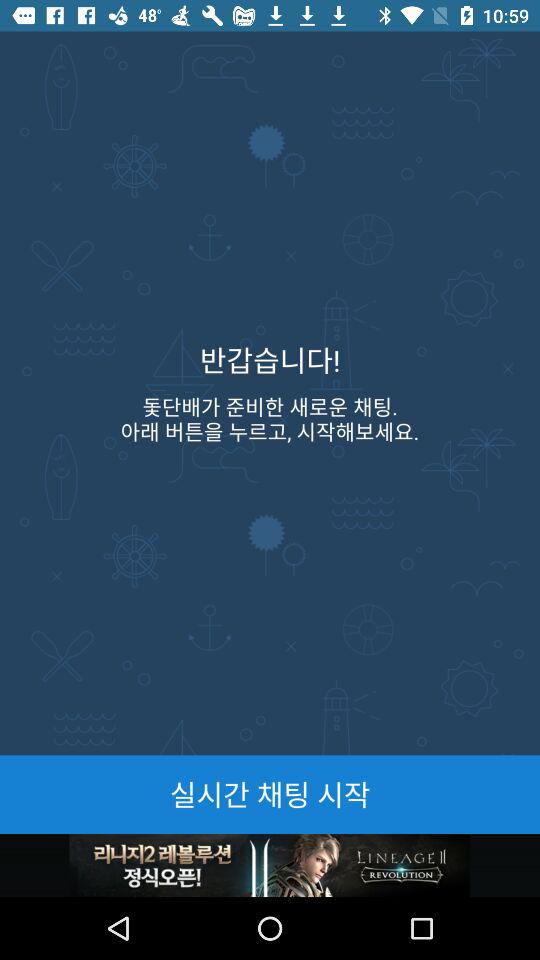 48°
10:59
반갑습니다!
돛단배가 준비한 새로운 채팅.
아래 버튼을 누르고, 시작해보세요.
실시간 채팅 시작
리니지2 레볼루션
정식오픈!
LINEAGE II
REVOLUTION